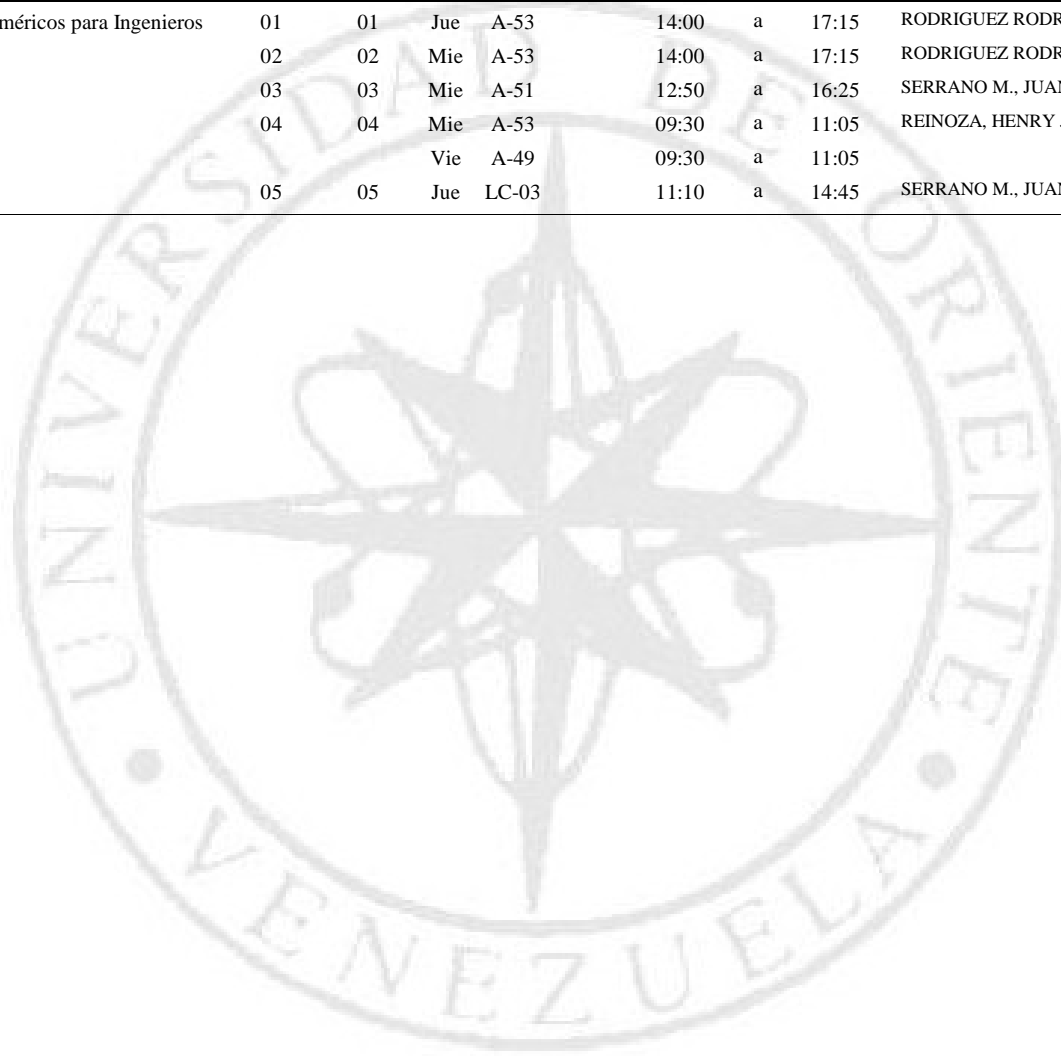 méricos para Ingenieros 01 01 Jue A-53 14:00 a 17:15 RODRIGUEZ RODR
02 02 Mie A-53 14:00 a 17:15 RODRIGUEZ RODR
03 03 Mie A-51 12:50 a 16:25 SERRANO M., JUAN
04 04 Mie A-53 09:30 a 11:05 REINOZA, HENRY
Vie A-49 09:30 a 11:05
05 05 Jue LC-03 11:10 a 14:45 SERRANO M., JUAN
UNIVERSIDAD DE ORIENTE
VENEZUELA